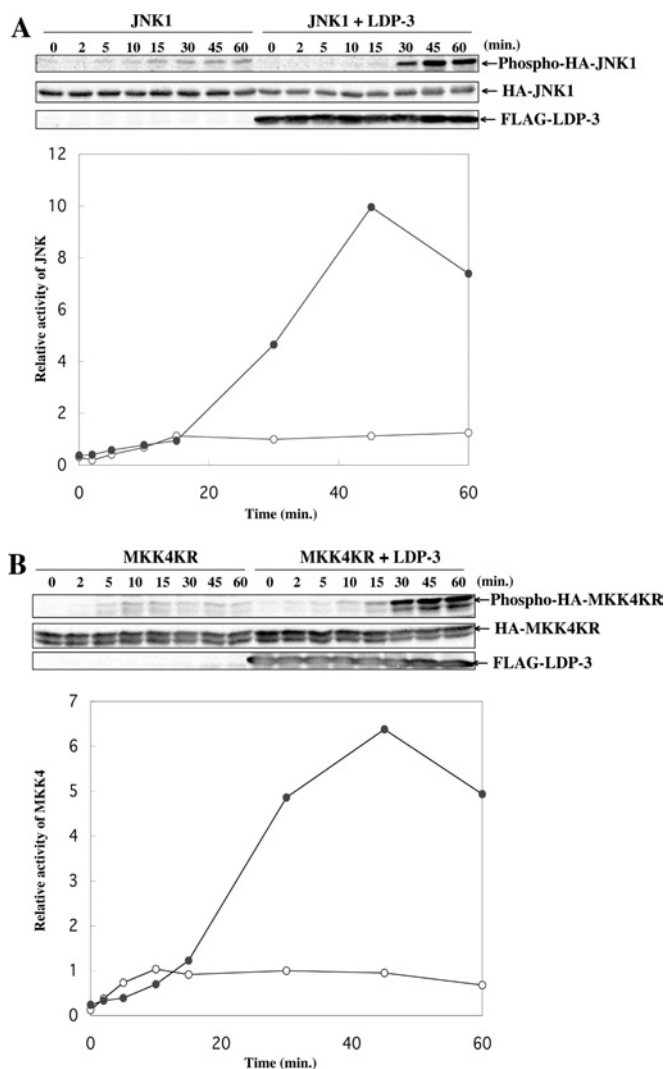 A
JNK1 JNK1 + LDP-3
0 2 5 10 15 30 45 60 0 2 5 10 15 30 45 60 (min.)
Phospho-HA-JNK1
HA-JNK1
FLAG-LDP-3
Relative activity of JNK
12
10
8
6
4
2
0
0 20 40 60
Time (min.)
B
MKK4KR MKK4KR + LDP-3
0 2 5 10 15 30 45 60 0 2 5 10 15 30 45 60 (min.)
Phospho-HA-MKK4KR
HA-MKK4KR
FLAG-LDP-3
Relative activity of MKK4
7
6
5
4
3
2
1
0
0 20 40 60
Time (min.)